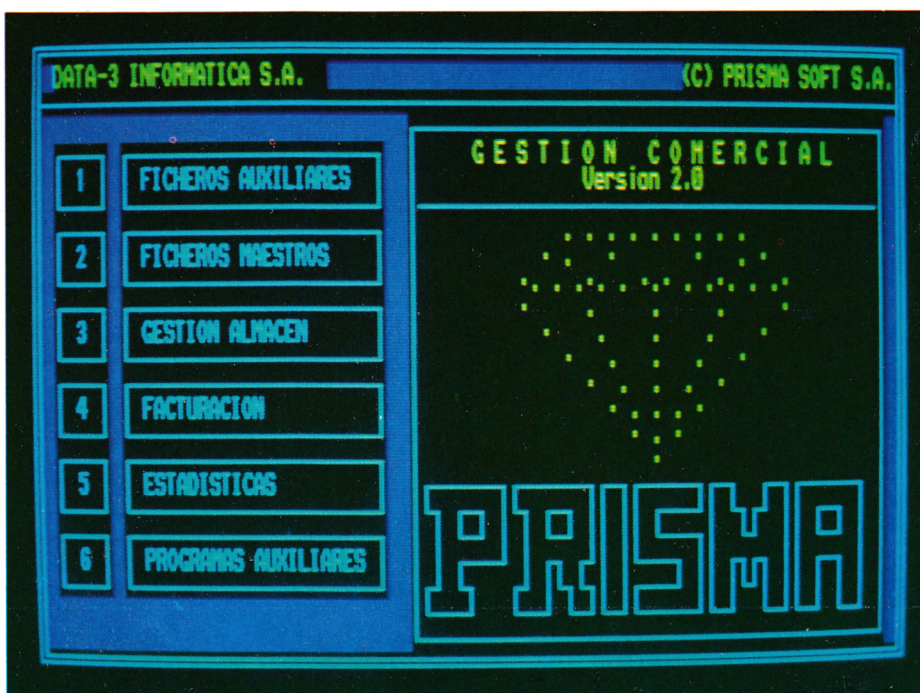 DATA-3 INFORMATICA S.A.
(C) PRISMA SOFT S.A.
1 FICHEROS AUXILIARES
2 FICHEROS MAESTROS
3 GESTION ALMACEN
4 FACTURACION
5 ESTADISTICAS
6 PROGRAMAS AUXILIARES
GESTION COMERCIAL
Version 2.0
PRISMA